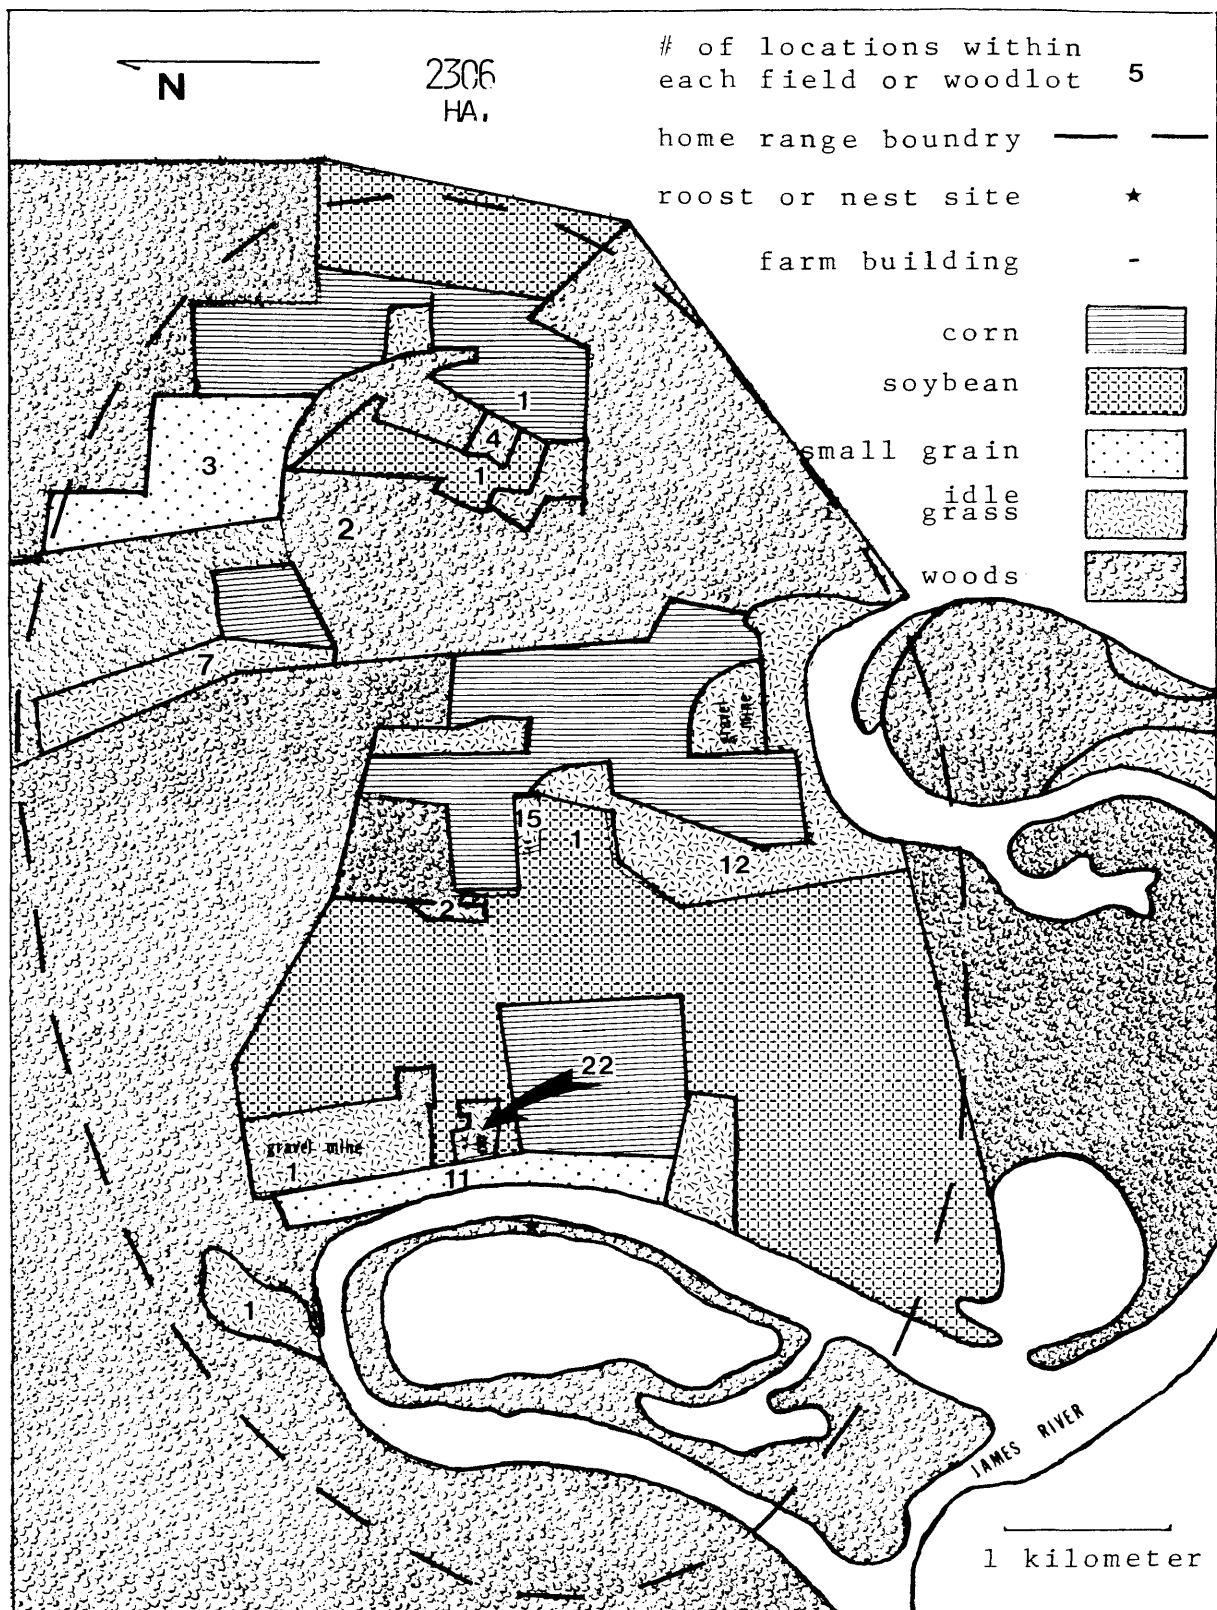 # of locations within
each field or woodlot 5
N
2306
HA.
home range boundry
roost or nest site
farm building
corn
soybean
small grain
idle
grass
woods
1
4
3
1
2
7
gravel
mine
15
1
12
2
22
gravel mine
1
11
1
JAMES RIVER
1 kilometer